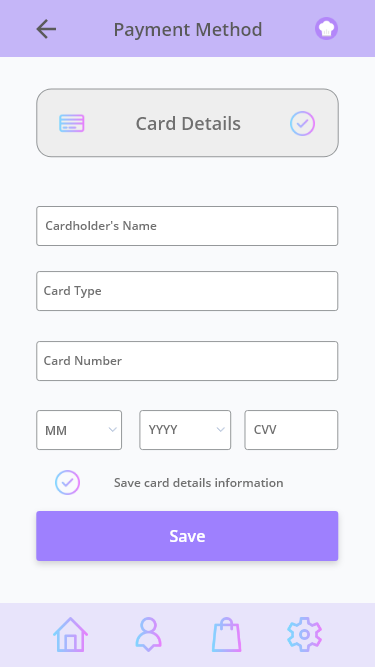 Payment Method
Card Details
Cardholder's Name
Card Type
Card Number
MM YYYY CVV
Save card details information
Save